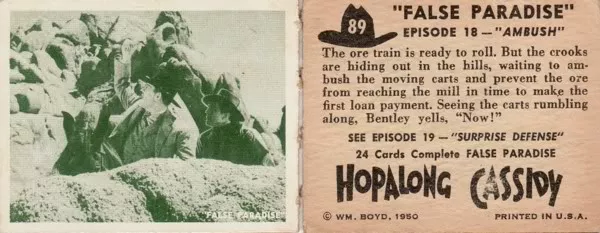 FALSE PARADISE
89
"FALSE PARADISE"
EPISODE 18 — "AMBUSH"
The ore train is ready to roll. But the crooks
are hiding out in the hills, waiting to am-
bush the moving carts and prevent the ore
from reaching the mill in time to make the
first loan payment. Seeing the carts rumbling
along, Bentley yells, "Now!"
SEE EPISODE 19 — "SURPRISE DEFENSE"
24 Cards Complete FALSE PARADISE
HOPALONG CASSIDY
© WM. BOYD, 1950 PRINTED IN U.S.A.